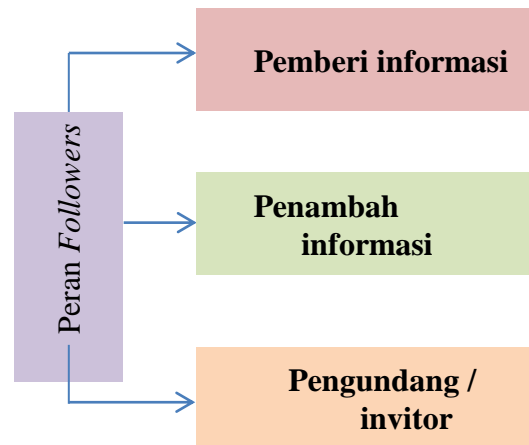 Peran Followers
Pemberi informasi
Penambah
informasi
Pengundang /
invitor